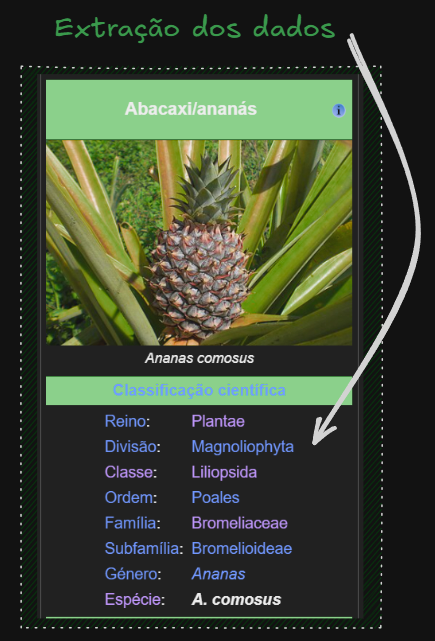 Extração dos dados
Abacaxi/ananás
Ananas comosus
Classificação científica
Reino: Plantae
Divisão: Magnoliophyta
Classe: Liliopsida
Ordem: Poales
Família: Bromeliaceae
Subfamília: Bromelioideae
Género: Ananas
Espécie: A. comosus